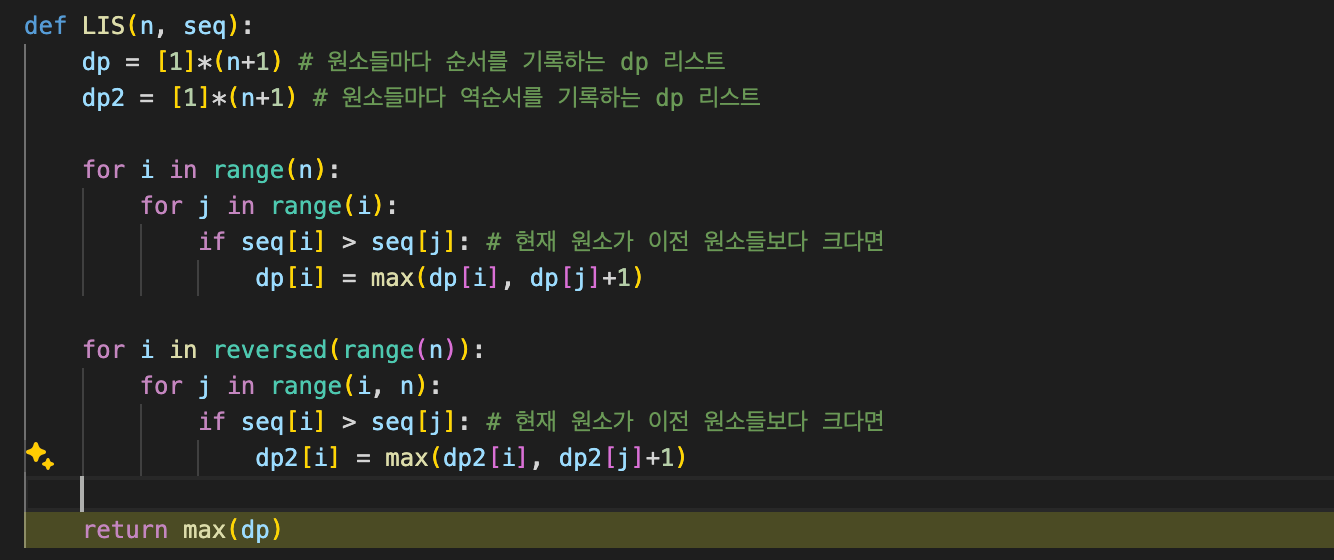 def LIS(n, seq):
    dp = [1]*(n+1) # 원소들마다 순서를 기록하는 dp 리스트
    dp2 = [1]*(n+1) # 원소들마다 역순서를 기록하는 dp 리스트
    for i in range(n):
        for j in range(i):
            if seq[i] > seq[j]: # 현재 원소가 이전 원소들보다 크다면
                dp[i] = max(dp[i], dp[j]+1)
    for i in reversed(range(n)):
        for j in range(i, n):
            if seq[i] > seq[j]: # 현재 원소가 이전 원소들보다 크다면
                dp2[i] = max(dp2[i], dp2[j]+1)
    return max(dp)